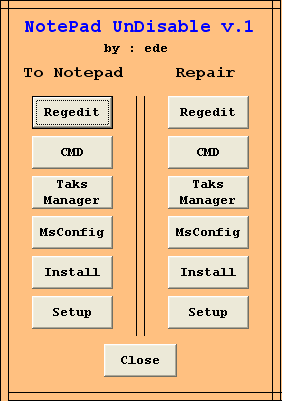 NotePad UnDisable v.1
by : ede
To Notepad Repair
Regedit Regedit
CMD CMD
Taks Taks
Manager Manager
MsConfig MsConfig
Install Install
Setup Setup
Close